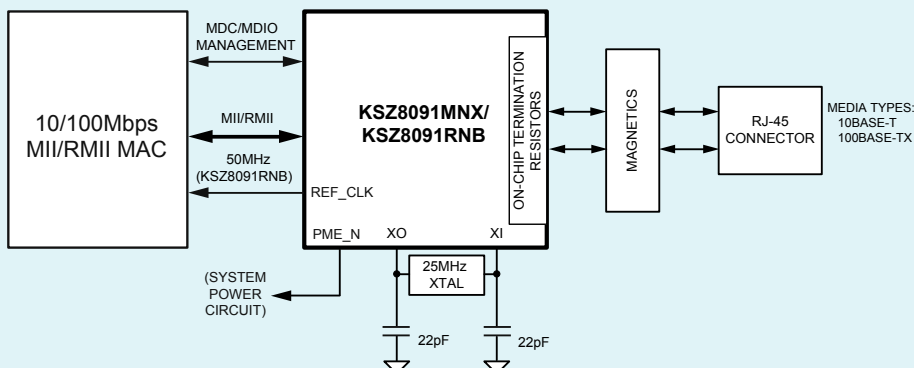 MDC/MDIO
MANAGEMENT
10/100Mbps
MII/RMII MAC
MII/RMII
50MHz
(KSZ8091RNB)
KSZ8091MNX/
KSZ8091RNB
REF_CLK
PME_N
XO
XI
ON-CHIP TERMINATION
RESISTORS
MAGNETICS
RJ-45
CONNECTOR
MEDIA TYPES:
10BASE-T
100BASE-TX
(SYSTEM
POWER
CIRCUIT)
25MHz
XTAL
22pF
22pF